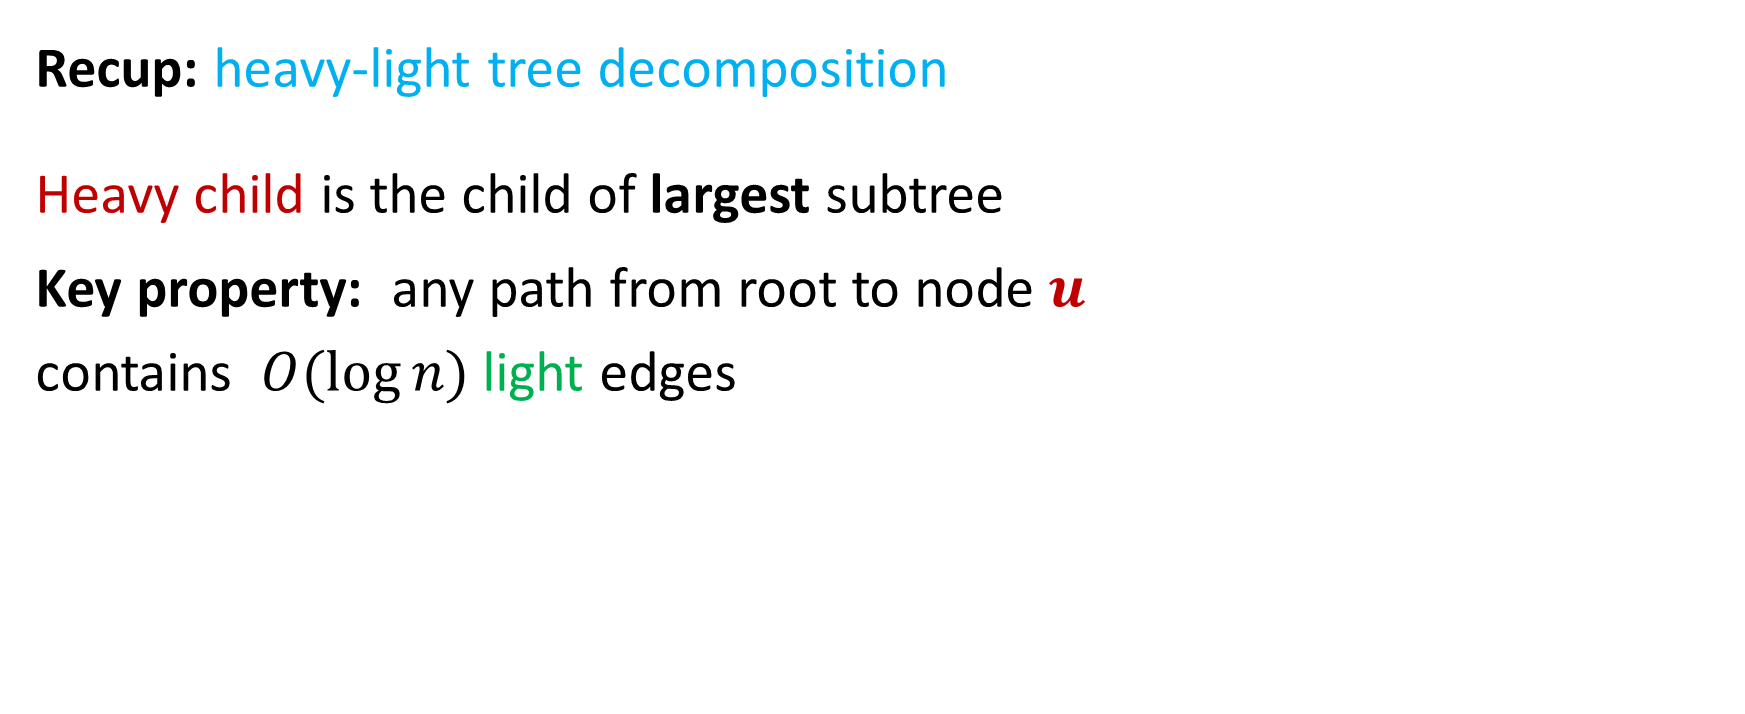 Recup: heavy-light tree decomposition
Heavy child is the child of largest subtree
Key property: any path from root to node u
contains O(log n) light edges